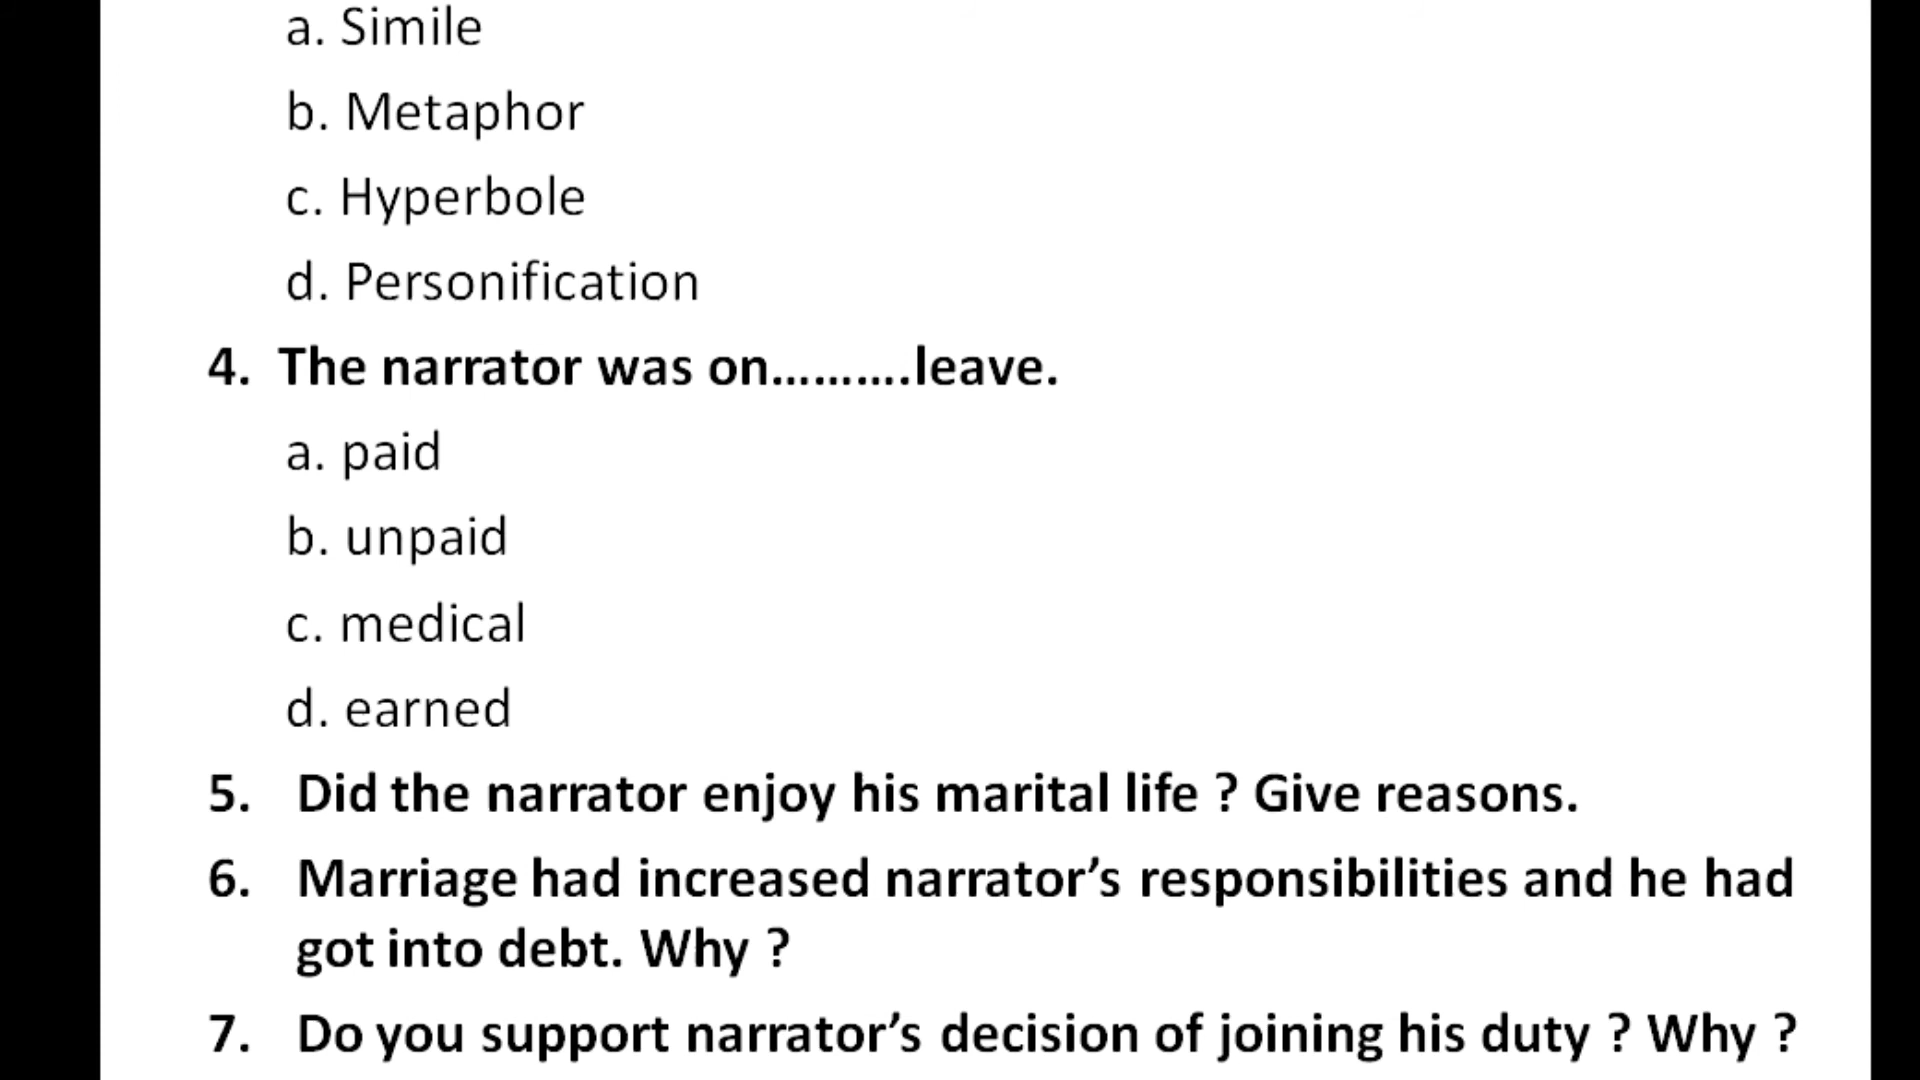 a. Simile
b. Metaphor
c. Hyperbole
d. Personification
4. The narrator was on..........leave.
a. paid
b. unpaid
c. medical
d. earned
5. Did the narrator enjoy his marital life ? Give reasons.
6. Marriage had increased narrator’s responsibilities and he had
got into debt. Why ?
7. Do you support narrator’s decision of joining his duty ? Why ?